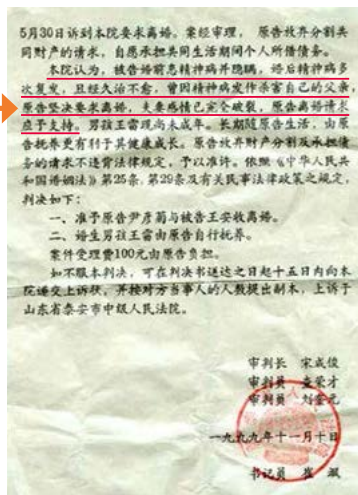 5月30日诉到本院要求离婚。案经审理，原告放弃分割共
同财产的请求，自愿承担共同生活期间个人所借债务。
本院认为，被告婚前患精神病并隐瞒，婚后精神病多
次复发，且经久治不愈，曾因精神病发作杀害自己的父亲，
原告坚决要求离婚，夫妻感情已完全破裂，原告离婚请求
应予支持。男孩王雷现尚未成年。长期随原告生活，由原
告抚养更有利于其健康成长。原告放弃财产分割及承担债
务的请求不违背法律规定，予以准许。依照《中华人民共
和国婚姻法》第25条，第29条及有关民事法律政策之规定，
判决如下：
一、准予原告尹彦菊与被告王安收离婚。
二、婚生男孩王雷由原告自行抚养。
案件受理费100元由原告负担。
如不服本判决，可在判决书送达之日起十五日内向本
院递交上诉状，并按对方当事人的人数提出副本，上诉于
山东省泰安市中级人民法院。
审判长 宋成俊
审判员 荣才
审判员 刘元
一九九九年十一月十日
书记员 崔